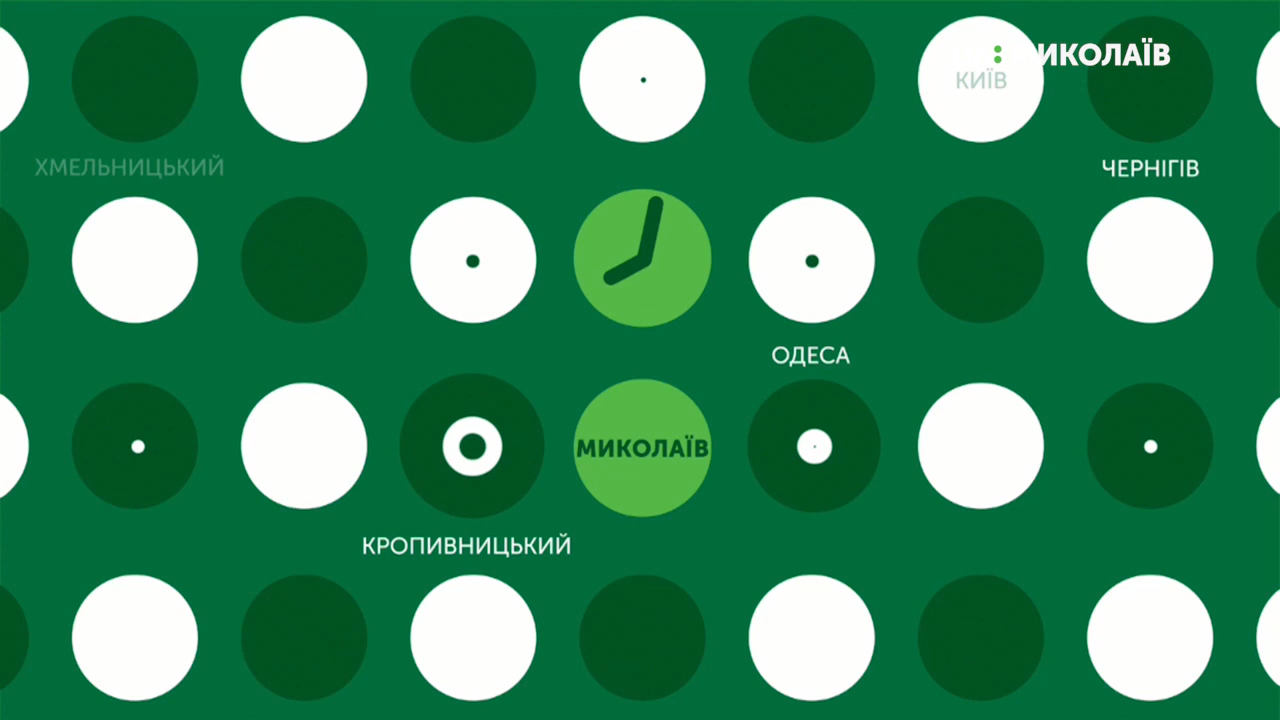 :МИКОЛАЇВ
КИЇВ
ХМЕЛЬНИЦЬКИЙ
ЧЕРНІГІВ
ОДЕСА
МИКОЛАЇВ
КРОПИВНИЦЬКИЙ